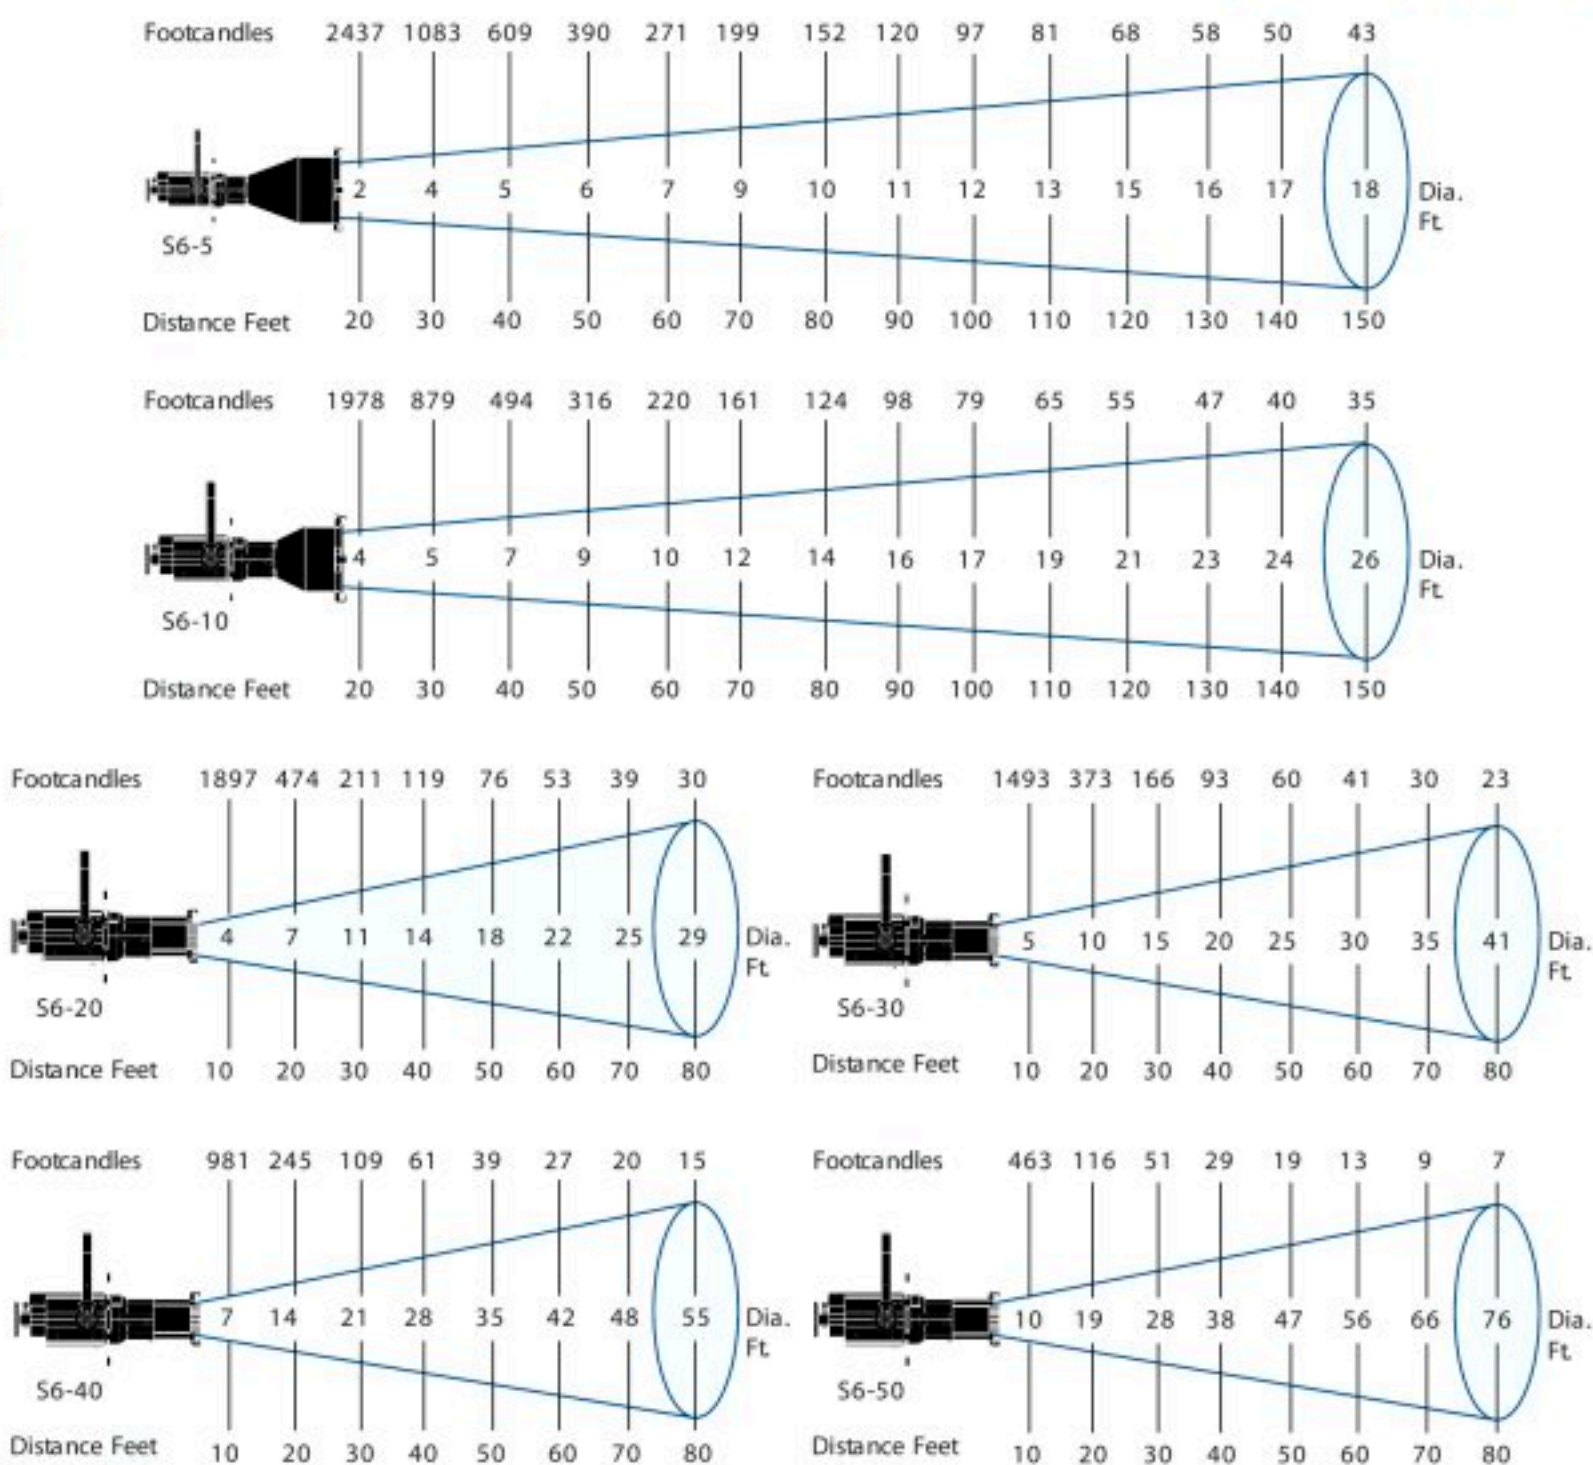 Footcandles 2437 1083 609 390 271 199 152 120 97 81 68 58 50 43
2 4 5 6 7 9 10 11 12 13 15 16 17 18 Dia.
Ft.
S6-5
Distance Feet 20 30 40 50 60 70 80 90 100 110 120 130 140 150
Footcandles 1978 879 494 316 220 161 124 98 79 65 55 47 40 35
4 5 7 9 10 12 14 16 17 19 21 23 24 26 Dia.
Ft.
S6-10
Distance Feet 20 30 40 50 60 70 80 90 100 110 120 130 140 150
Footcandles 1897 474 211 119 76 53 39 30
4 7 11 14 18 22 25 29 Dia.
Ft.
S6-20
Distance Feet 10 20 30 40 50 60 70 80
Footcandles 1493 373 166 93 60 41 30 23
5 10 15 20 25 30 35 41 Dia.
Ft.
S6-30
Distance Feet 10 20 30 40 50 60 70 80
Footcandles 981 245 109 61 39 27 20 15
7 14 21 28 35 42 48 55 Dia.
Ft.
S6-40
Distance Feet 10 20 30 40 50 60 70 80
Footcandles 463 116 51 29 19 13 9 7
10 19 28 38 47 56 66 76 Dia.
Ft.
S6-50
Distance Feet 10 20 30 40 50 60 70 80